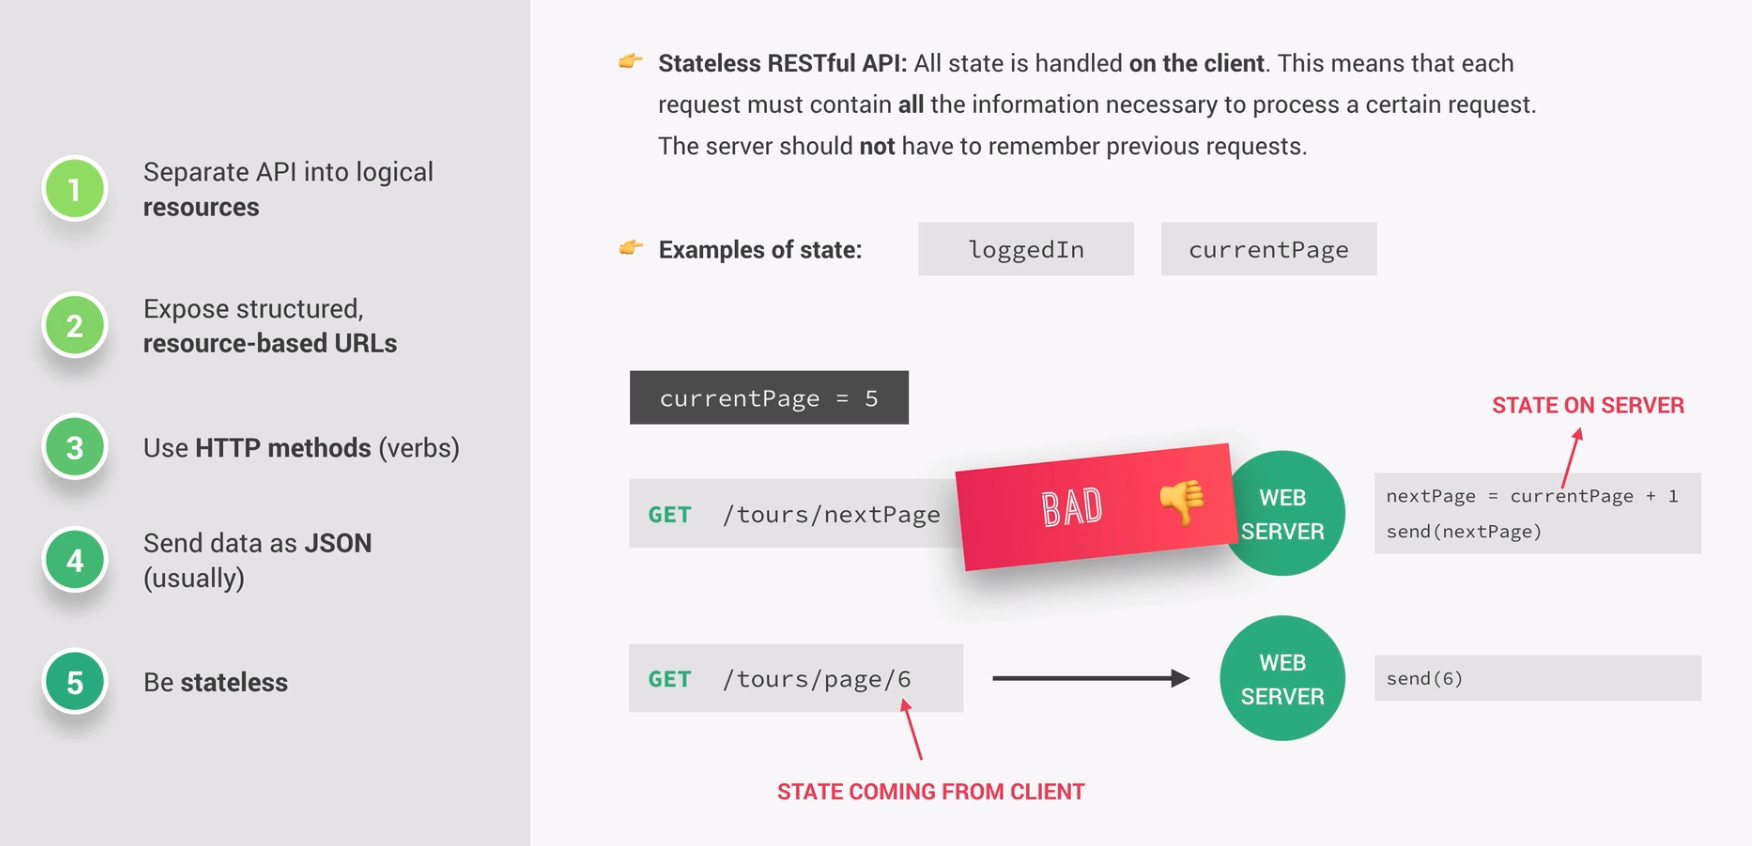 1
Separate API into logical
resources
2
Expose structured,
resource-based URLs
3
Use HTTP methods (verbs)
4
Send data as JSON
(usually)
5
Be stateless
Stateless RESTful API: All state is handled on the client. This means that each
request must contain all the information necessary to process a certain request.
The server should not have to remember previous requests.
Examples of state:
loggedIn
currentPage
currentPage = 5
STATE ON SERVER
GET /tours/nextPage
BAD
WEB
SERVER
nextPage = currentPage + 1
send(nextPage)
GET /tours/page/6
WEB
SERVER
send(6)
STATE COMING FROM CLIENT